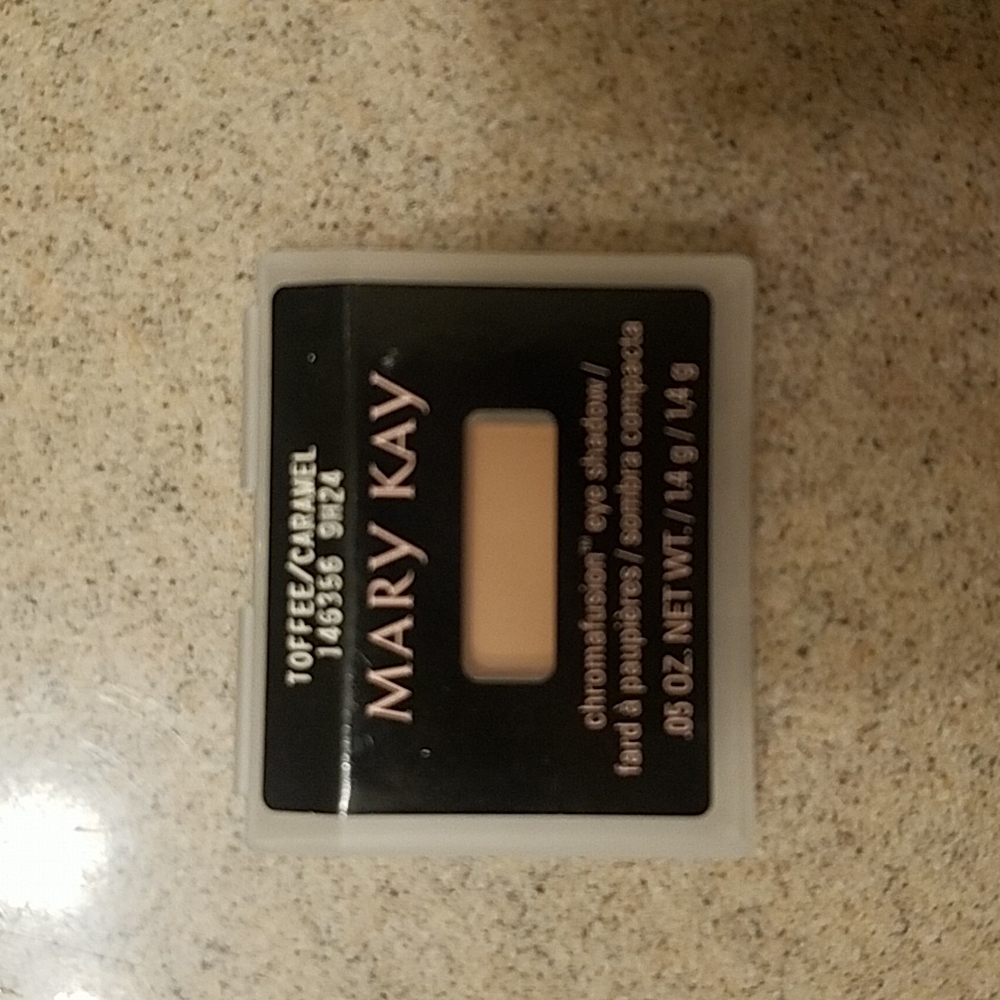 TOFFEE/CARAMEL
146356 9H24
MARY KAY
chromafusion™ eye shadow /
fard à paupières / sombra compacta
.05 OZ. NET WT. / 1.4 g / 1,4 g